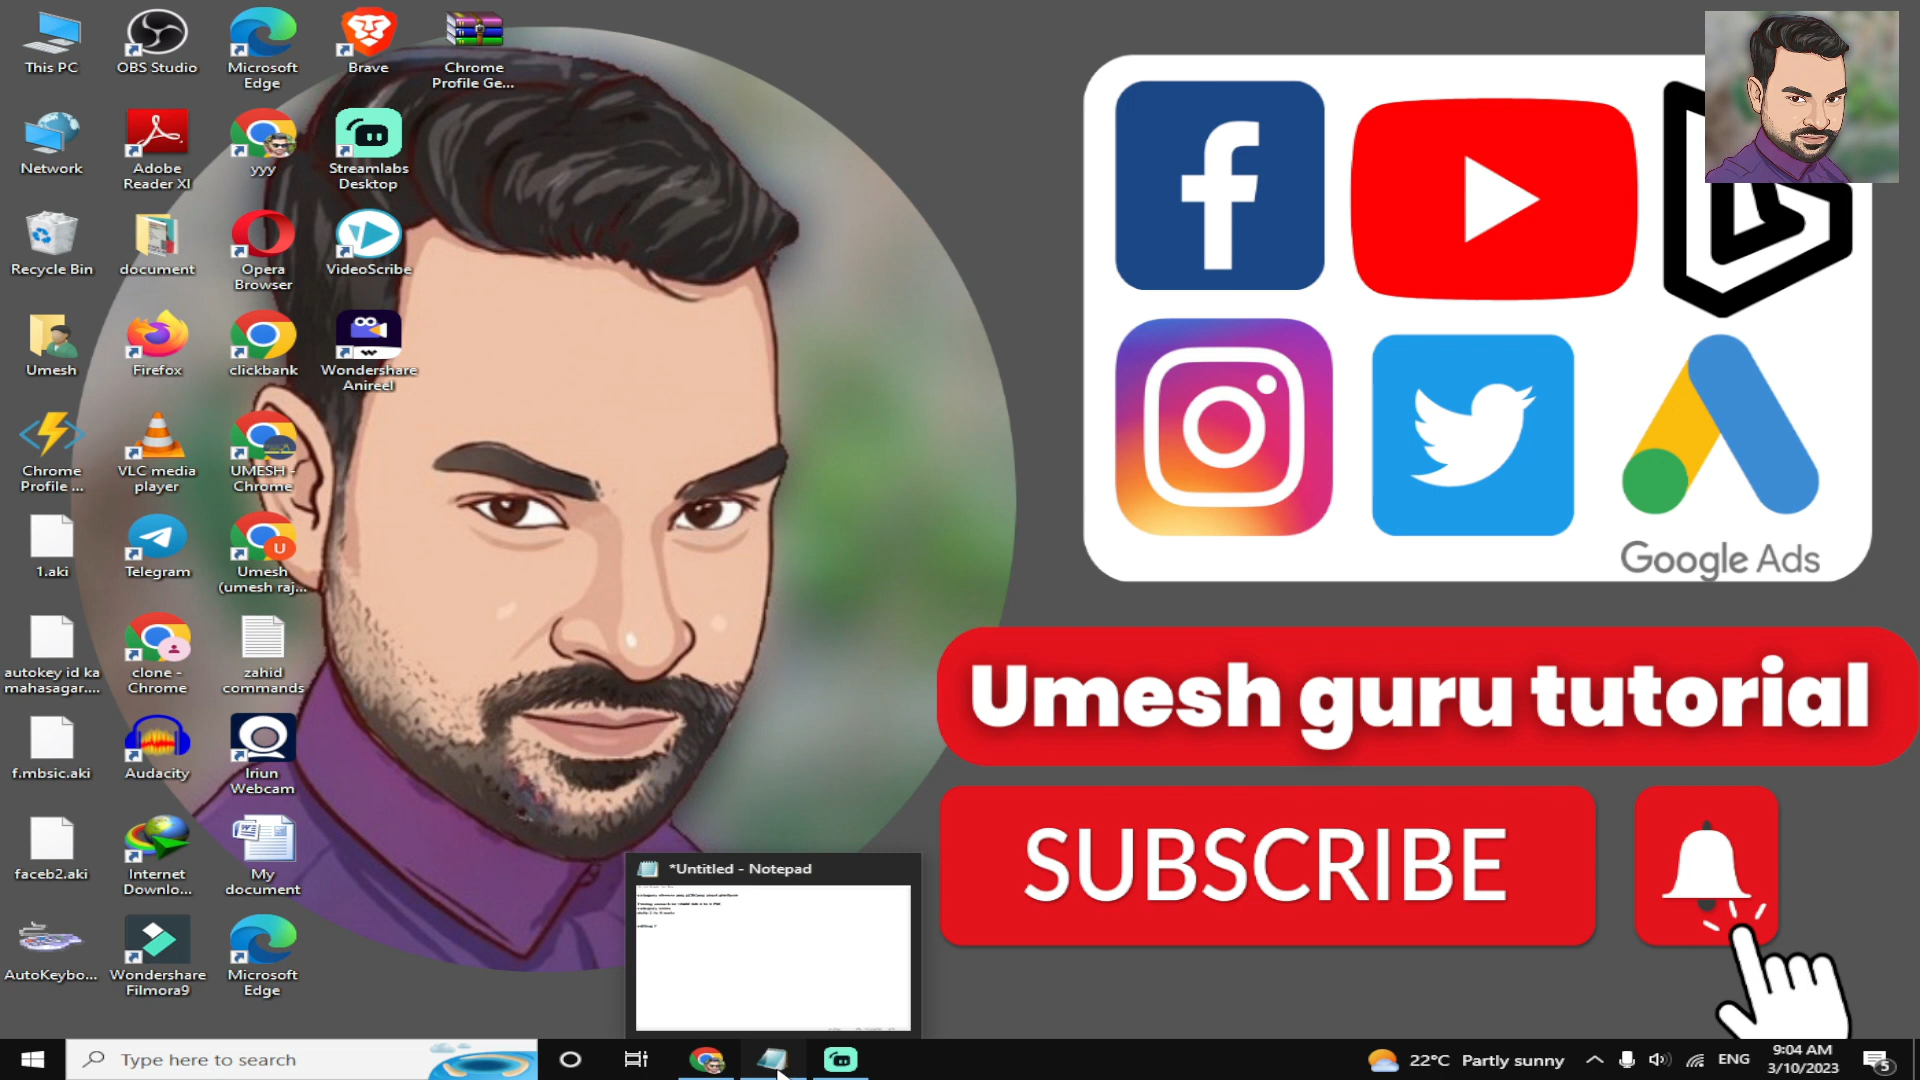 This PC
OBS Studio
Microsoft
Edge
Brave
Chrome
Profile Ge...
Network
Adobe
Reader XI
yyy
Streamlabs
Desktop
Recycle Bin
document
Opera
Browser
VideoScribe
Umesh
Firefox
clickbank
Wondershare
Anireel
Chrome
Profile ...
VLC media
player
UMESH -
Chrome
1.aki
Telegram
U
Umesh
(umesh raj...
autokey id ka
mahasagar....
clone -
Chrome
zahid
commands
f.mbsic.aki
Audacity
Iriun
Webcam
faceb2.aki
Internet
Downlo...
My
document
AutoKeybo...
Wondershare
Filmora9
Microsoft
Edge
Google Ads
Umesh guru tutorial
SUBSCRIBE
*Untitled - Notepad
Type here to search
22°C Partly sunny
ENG
9:04 AM
3/10/2023
5